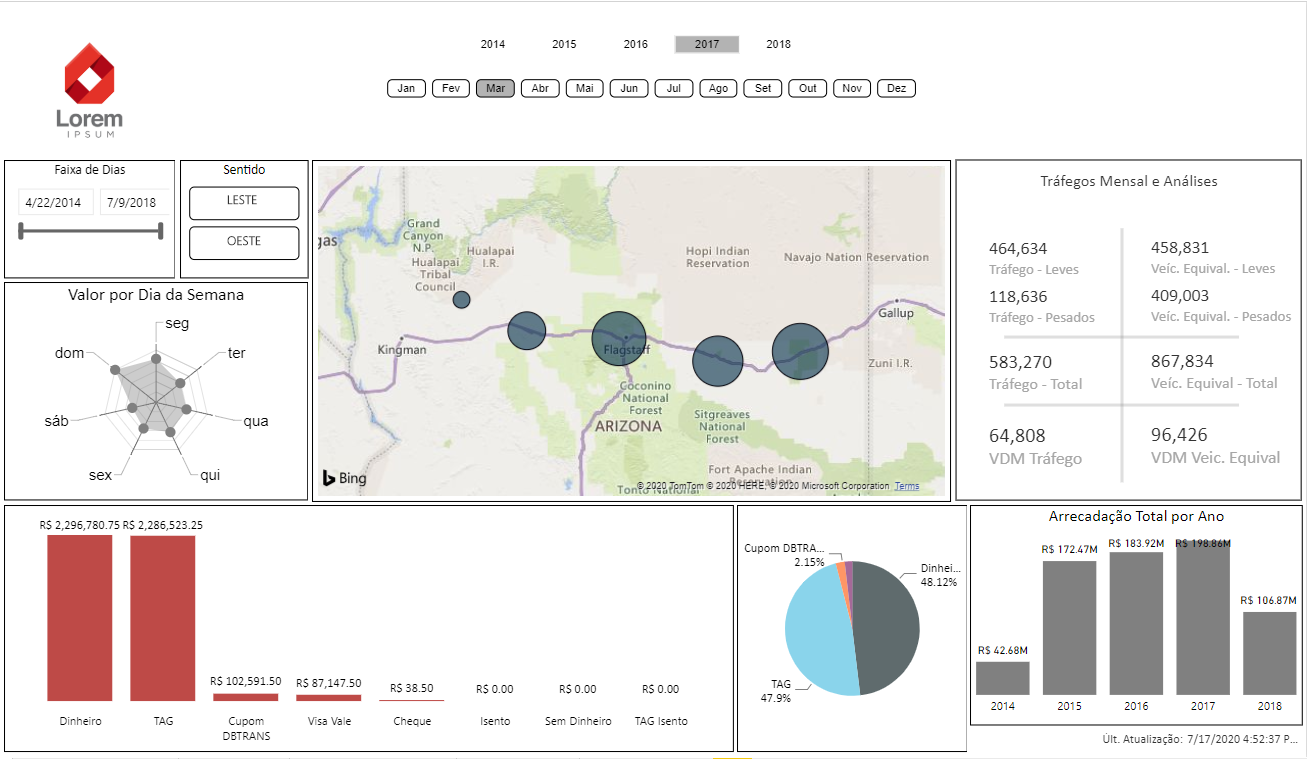 2014 2015 2016 2017 2018
Jan Fev Mar Abr Mai Jun Jul Ago Set Out Nov Dez
Lorem
IPSUM
Faixa de Dias
4/22/2014 7/9/2018
Sentido
LESTE
OESTE
Valor por Dia da Semana
seg
ter
qua
qui
sex
sáb
dom
gas
Grand
Canyon
N.P.
Hualapai
I.R.
Hualapai
Tribal
Council
Hopi Indian
Reservation
Navajo Nation Reservation
Gallup
Kingman
Flagstaff
Zuni I.R.
Coconino
National
Forest
ARIZONA
Sitgreaves
National
Forest
Fort Apache Indian
Reservation
Tonto National
Bing
© 2020 TomTom © 2020 HERE, © 2020 Microsoft Corporation Terms
Tráfegos Mensal e Análises
464,634
Tráfego - Leves
458,831
Veíc. Equival. - Leves
118,636
Tráfego - Pesados
409,003
Veíc. Equival. - Pesados
583,270
Tráfego - Total
867,834
Veíc. Equival - Total
64,808
VDM Tráfego
96,426
VDM Veic. Equival
R$ 2,296,780.75 R$ 2,286,523.25
R$ 102,591.50 R$ 87,147.50 R$ 38.50 R$ 0.00 R$ 0.00 R$ 0.00
Dinheiro TAG Cupom Visa Vale Cheque Isento Sem Dinheiro TAG Isento
DBTRANS
Cupom DBTRA...
2.15%
Dinhei...
48.12%
TAG
47.9%
Arrecadação Total por Ano
R$ 42.68M R$ 172.47M R$ 183.92M R$ 198.86M R$ 106.87M
2014 2015 2016 2017 2018
Últ. Atualização: 7/17/2020 4:52:37 P...